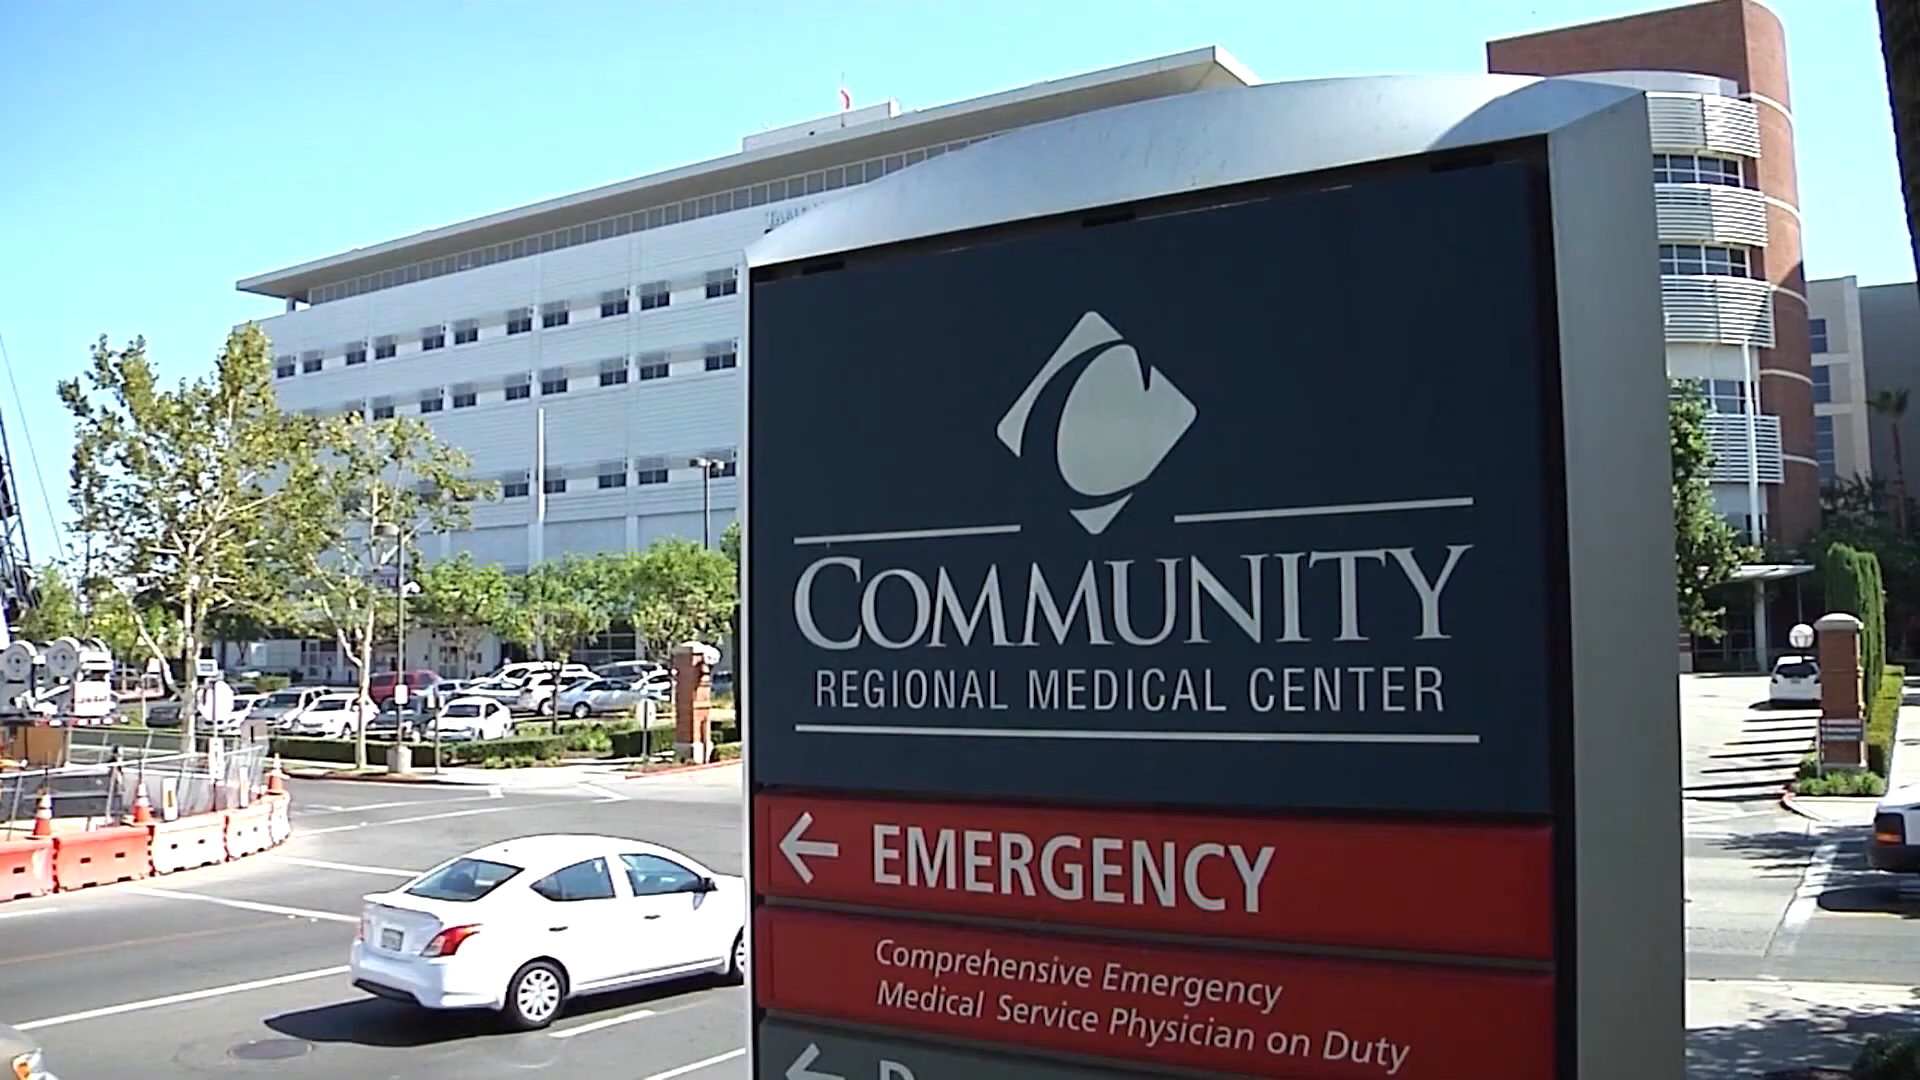 COMMUNITY
REGIONAL MEDICAL CENTER
← EMERGENCY
Comprehensive Emergency
Medical Service Physician on Duty
←